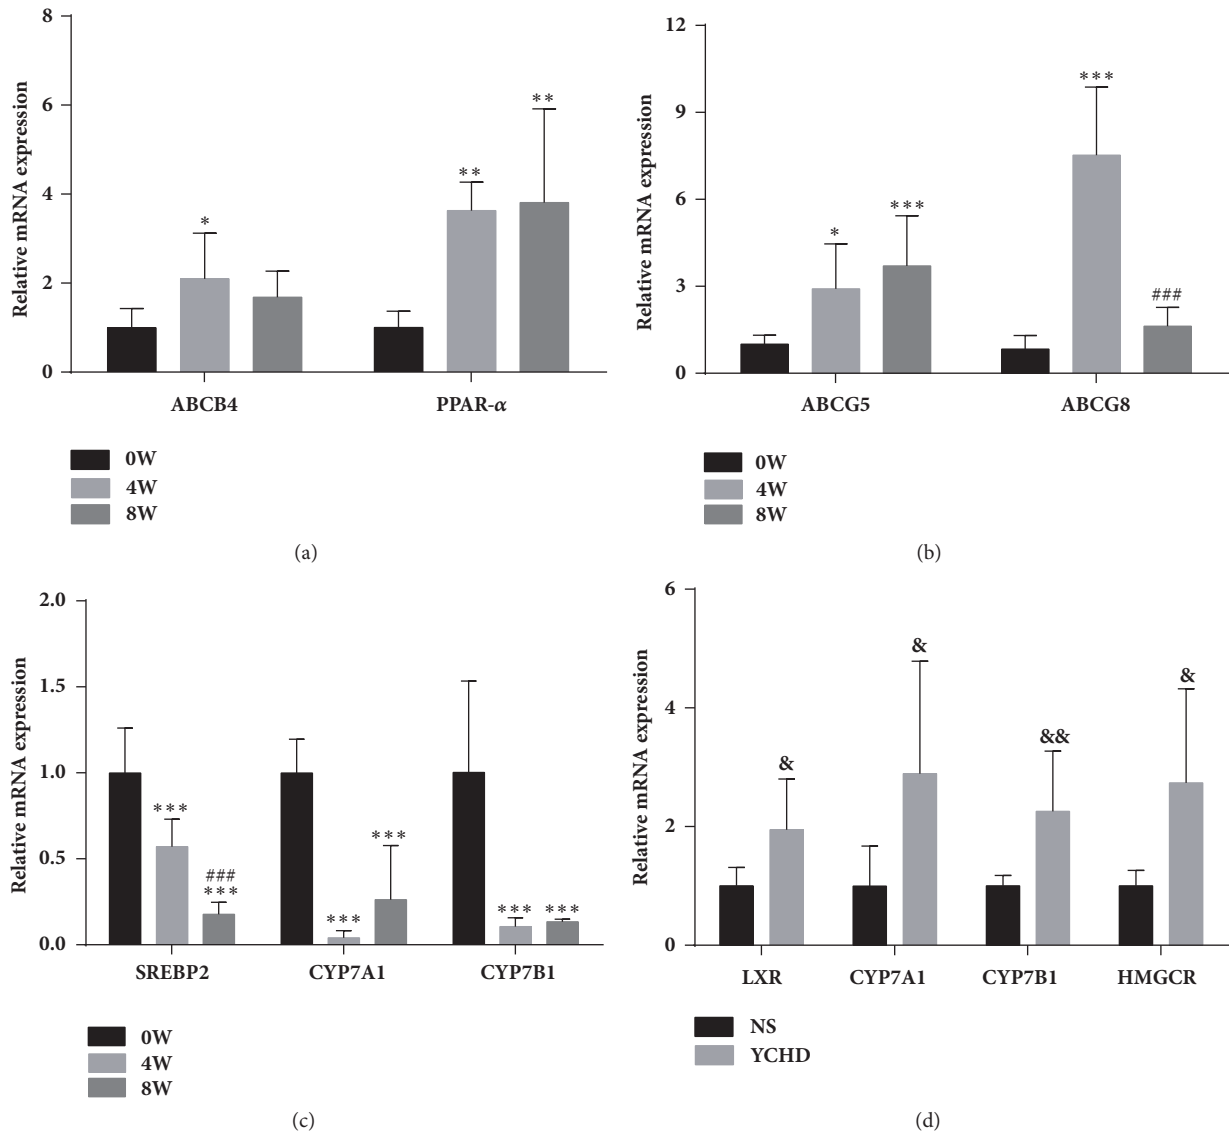 Relative mRNA expression
8
6
4
2
0
*
**
**
ABCB4
PPAR-α
0W
4W
8W
(a)
Relative mRNA expression
12
9
6
3
0
*
***
***
###
ABCG5
ABCG8
0W
4W
8W
(b)
Relative mRNA expression
2.0
1.5
1.0
0.5
0.0
***
###
***
***
***
***
***
SREBP2
CYP7A1
CYP7B1
0W
4W
8W
(c)
Relative mRNA expression
6
4
2
0
&
&
&&
&
LXR
CYP7A1
CYP7B1
HMGCR
NS
YCHD
(d)